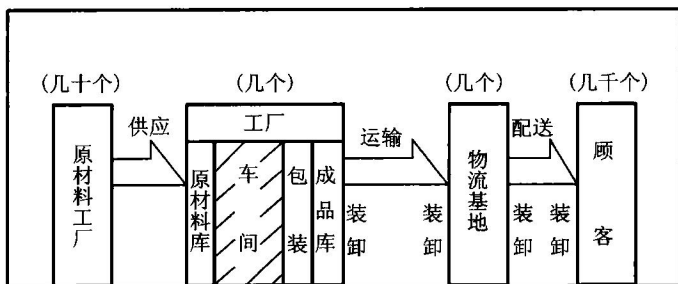 (几十个)
(几个)
(几个)
(几千个)
原材料工厂
供应
工厂
原材料库
车间
包装
成品库
运输
装卸
装卸
物流基地
配送
装卸
装卸
顾客